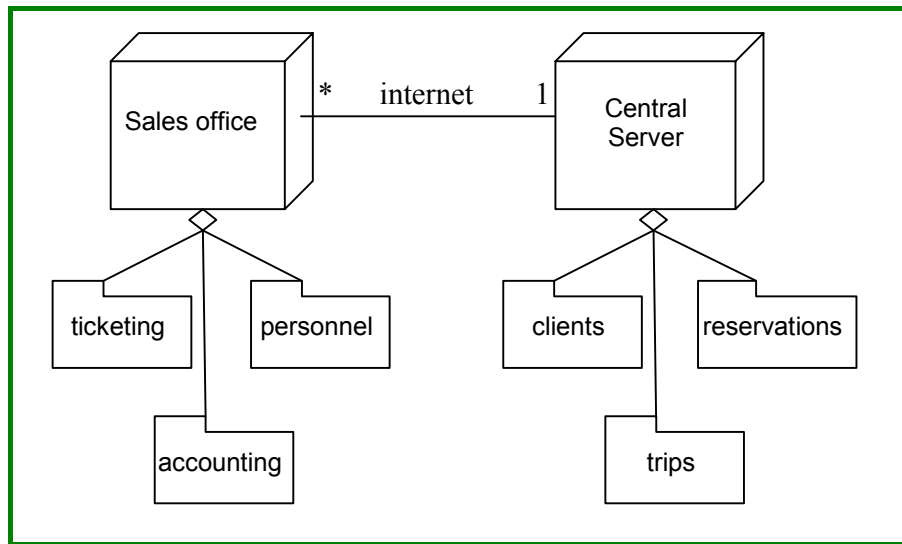 * internet 1
Sales office
Central
Server
ticketing
personnel
clients
reservations
accounting
trips